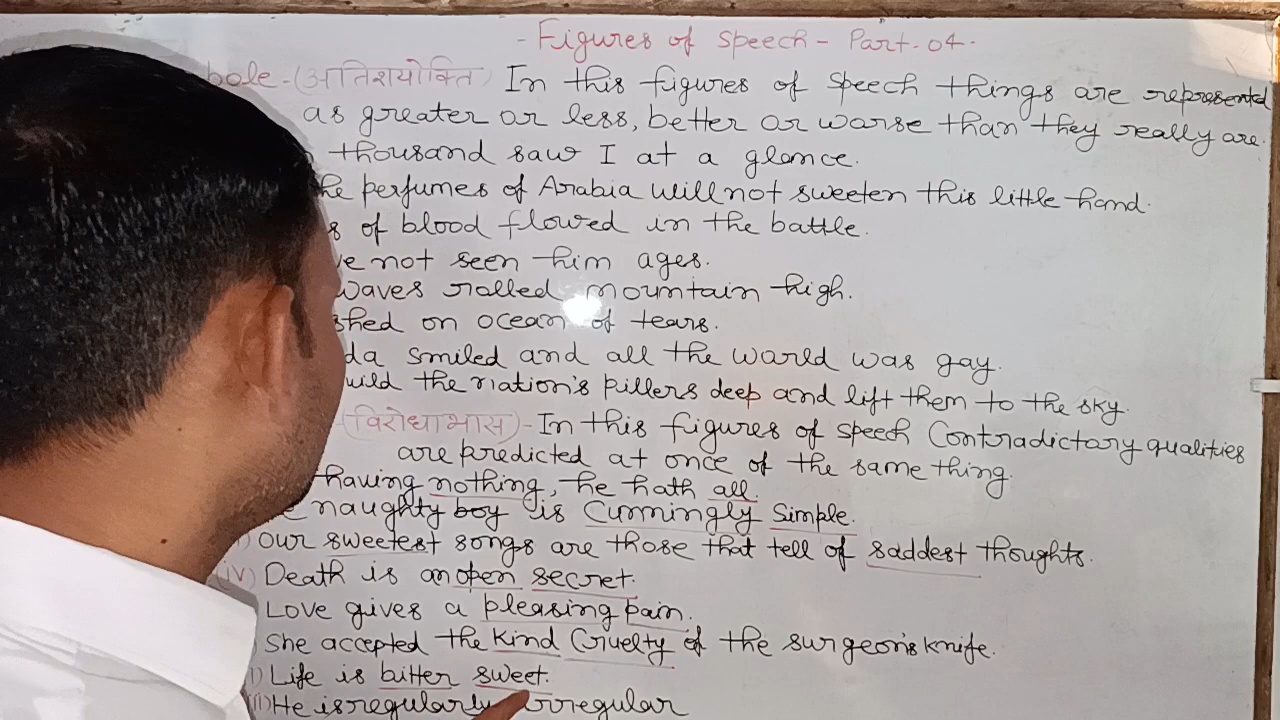 - Figures of speech - Part-04.
bole - (अतिशयोक्ति) In this figures of speech things are represented
as greater or less, better or worse than they really are.
thousand saw I at a glance.
he perfumes of Arabia will not sweeten this little hand.
s of blood flowed in the battle.
ve not seen him ages.
waves rolled mountain high.
shed on ocean of tears.
da smiled and all the world was gay.
uild the nation's pillers deep and lift them to the sky.
(विरोधाभास) - In this figures of speech Contradictary qualities
are predicted at once of the same thing.
having nothing, he hath all.
naughty boy is Cunningly Simple.
) Our sweetest songs are those that tell of saddest thoughts.
iv) Death is an open secret.
Love gives a pleasing pain.
She accepted the Kind Cruelty of the surgeon's knife.
i) Life is bitter sweet.
ii) He is regularly irregular